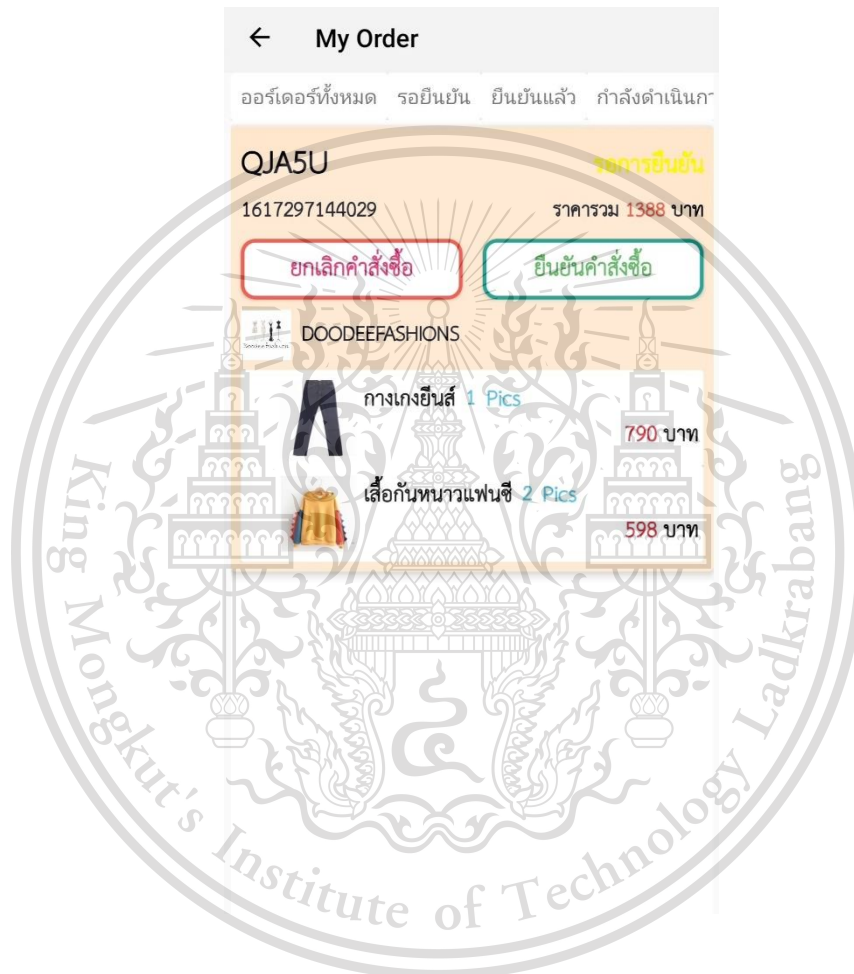 My Order
ออร์เดอร์ทั้งหมด รอยืนยัน ยืนยันแล้ว กำลังดำเนินกา
QJA5U รอการยืนยัน
1617297144029 ราคารวม 1388 บาท
ยกเลิกคำสั่งซื้อ ยืนยันคำสั่งซื้อ
DOODEEFASHIONS
กางเกงยีนส์ 1 Pics
790 บาท
เสื้อกันหนาวแฟนซี 2 Pics
598 บาท
King Mongkut's Institute of Technology Ladkrabang